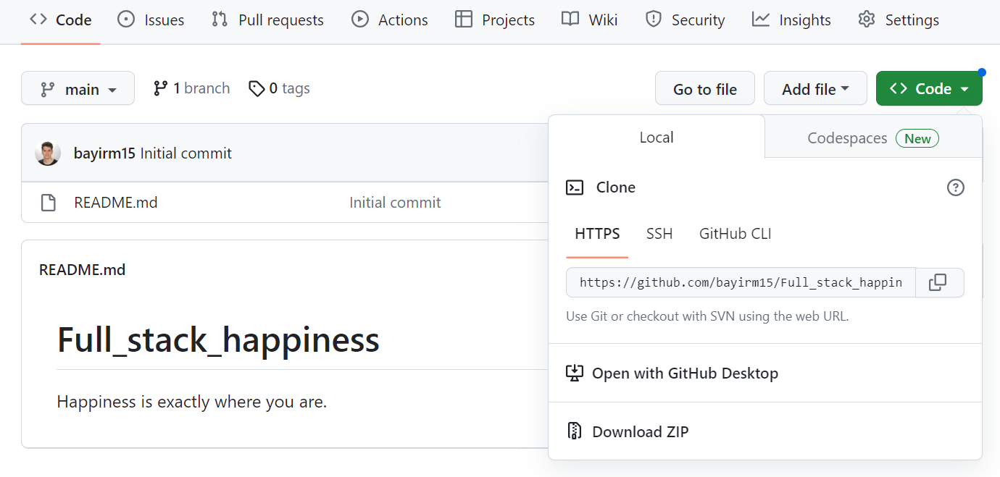 Code Issues Pull requests Actions Projects Wiki Security Insights Settings
main 1 branch 0 tags Go to file Add file Code
Local Codespaces New
bayirm15 Initial commit
Clone
README.md Initial commit
HTTPS SSH GitHub CLI
README.md
https://github.com/bayirm15/Full_stack_happin
Use Git or checkout with SVN using the web URL.
Full_stack_happiness
Open with GitHub Desktop
Happiness is exactly where you are.
Download ZIP